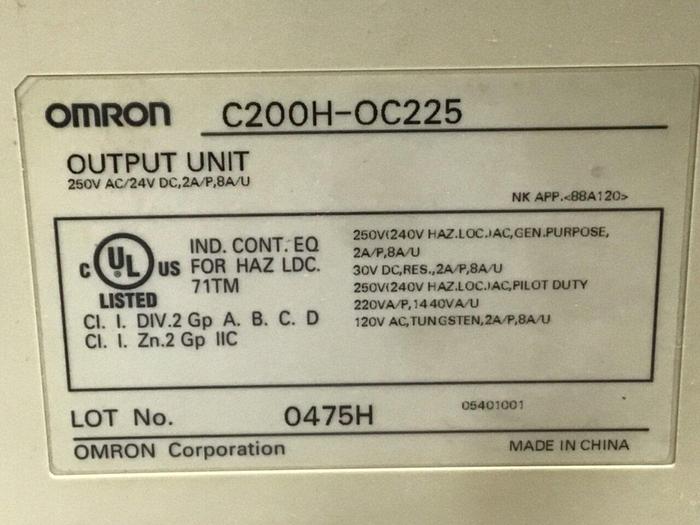 OMRON C200H-OC225
OUTPUT UNIT
250V AC/24V DC,2A/P,8A/U
NK APP.<88A120>
C UL US LISTED
IND. CONT. EQ
FOR HAZ LDC.
71TM
Cl. I. DIV.2 Gp A. B. C. D
Cl. I. Zn.2 Gp IIC
250V(240V HAZ.LOC.)AC,GEN.PURPOSE,
2A/P,8A/U
30V DC,RES.,2A/P,8A/U
250V(240V HAZ.LOC.)AC,PILOT DUTY
220VA/P,1440VA/U
120V AC,TUNGSTEN,2A/P,8A/U
LOT No. 0475H 05401001
OMRON Corporation MADE IN CHINA